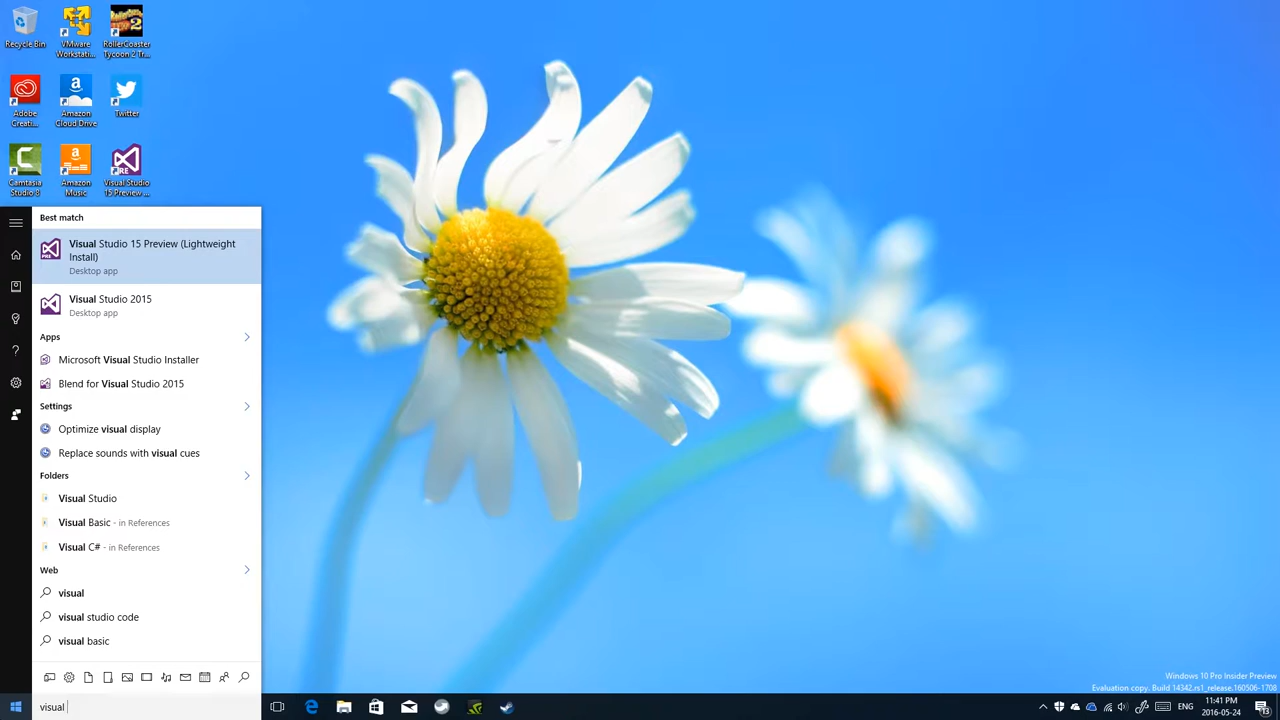 Recycle Bin
VMware
Workstati...
RollerCoaster
Tycoon 2 Tr...
Adobe
Creati...
Amazon
Cloud Drive
Twitter
Camtasia
Studio 8
Amazon
Music
Visual Studio
15 Preview ...
Best match
Visual Studio 15 Preview (Lightweight
Install)
Desktop app
Visual Studio 2015
Desktop app
Apps
Microsoft Visual Studio Installer
Blend for Visual Studio 2015
Settings
Optimize visual display
Replace sounds with visual cues
Folders
Visual Studio
Visual Basic - in References
Visual C# - in References
Web
visual
visual studio code
visual basic
visual
Windows 10 Pro Insider Preview
Evaluation copy. Build 14342.rs1_release.160506-1708
ENG
11:41 PM
2016-05-24
13